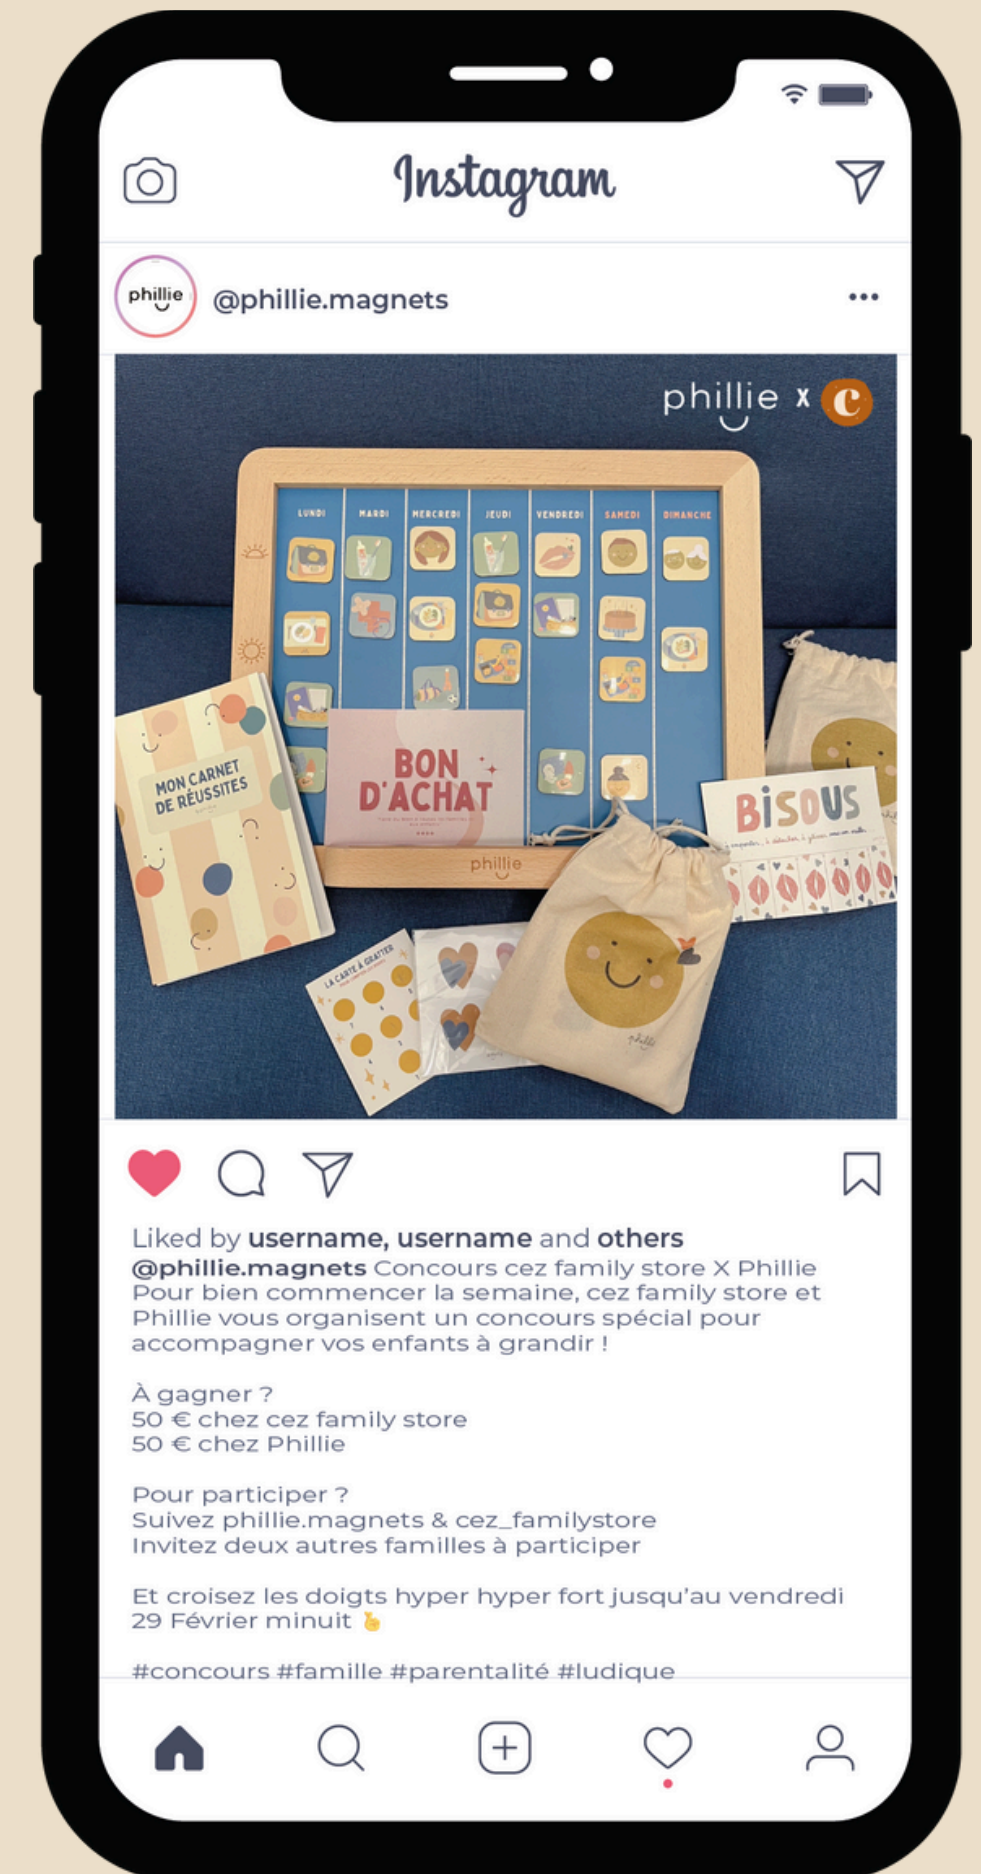 Instagram
phillie
@phillie.magnets
phillie x c
LUNDI MARDI MERCREDI JEUDI VENDREDI SAMEDI DIMANCHE
MON CARNET
DE RÉUSSITES
BON
D'ACHAT
BISOUS
à détacher, à glisser
phillie
LA CARTE À GRATTER
phillie
Liked by username, username and others
@phillie.magnets Concours cez family store X Phillie
Pour bien commencer la semaine, cez family store et
Phillie vous organisent un concours spécial pour
accompagner vos enfants à grandir !
À gagner ?
50 € chez cez family store
50 € chez Phillie
Pour participer ?
Suivez phillie.magnets & cez_familystore
Invitez deux autres familles à participer
Et croisez les doigts hyper hyper fort jusqu'au vendredi
29 Février minuit 🫰
#concours #famille #parentalité #ludique